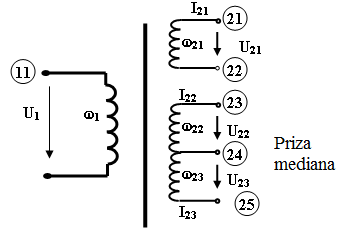 I21
21
11
ω21
U21
22
U1
ω1
I22
23
ω22
U22
24
Priza
mediana
ω23
U23
I23
25